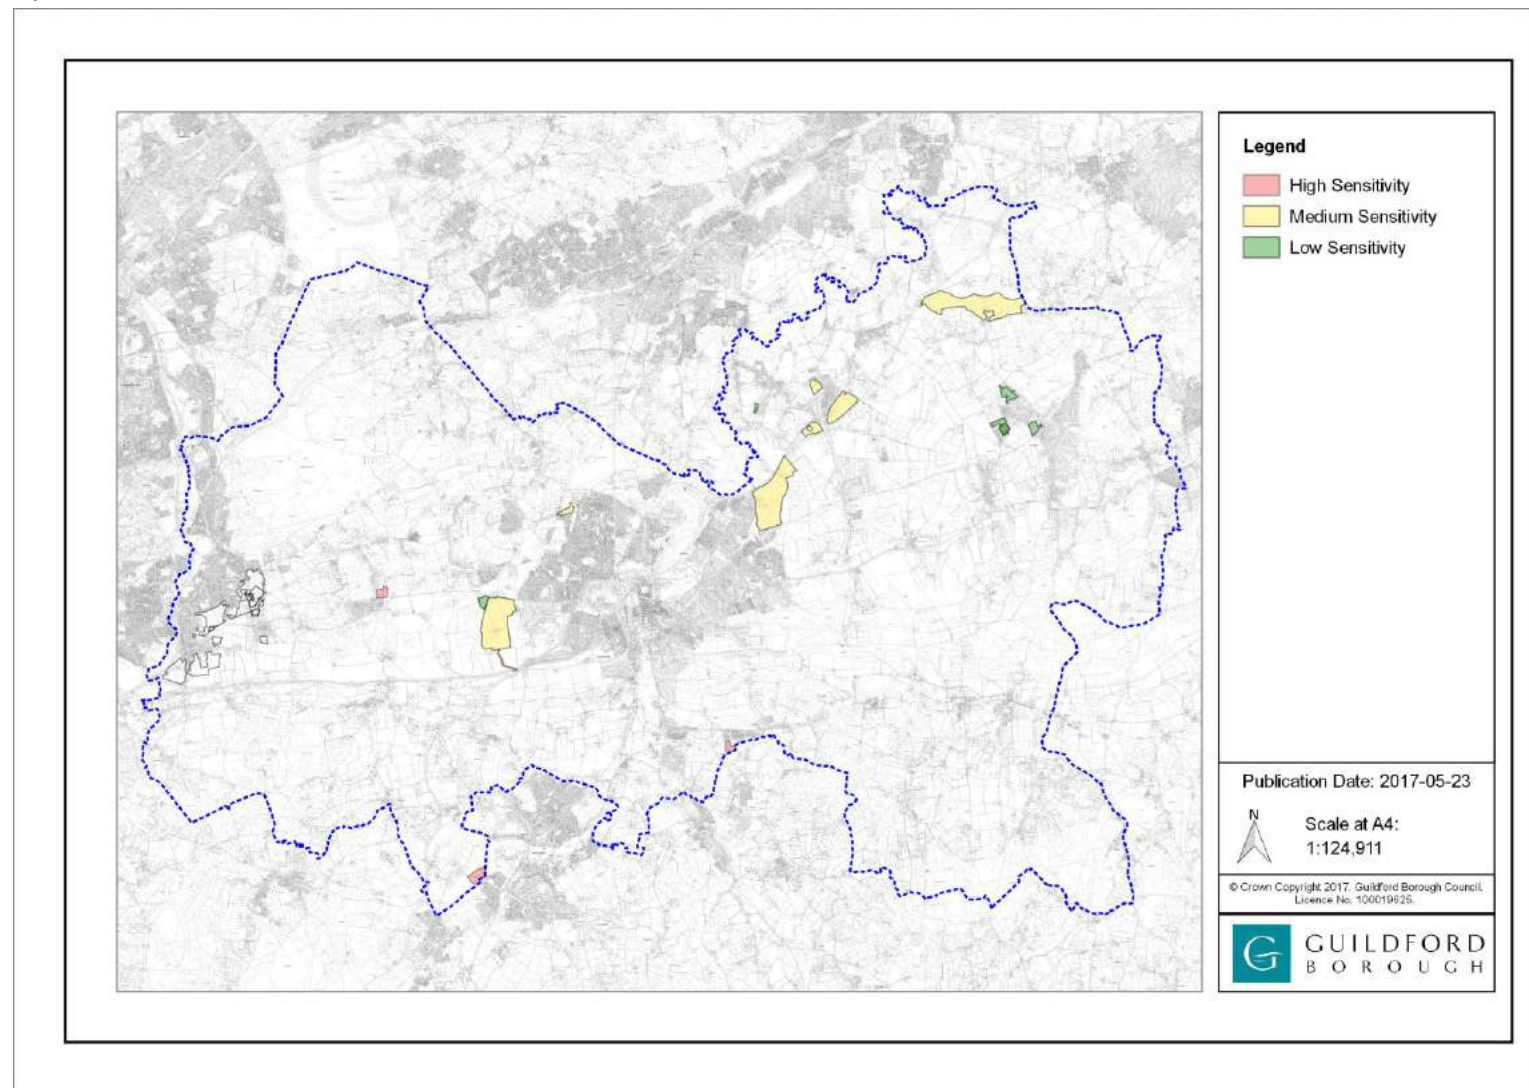 Legend
High Sensitivity
Medium Sensitivity
Low Sensitivity
Publication Date: 2017-05-23
N
Scale at A4:
1:124,911
© Crown Copyright 2017. Guildford Borough Council.
Licence No. 100019625.
G
GUILDFORD
BOROUGH